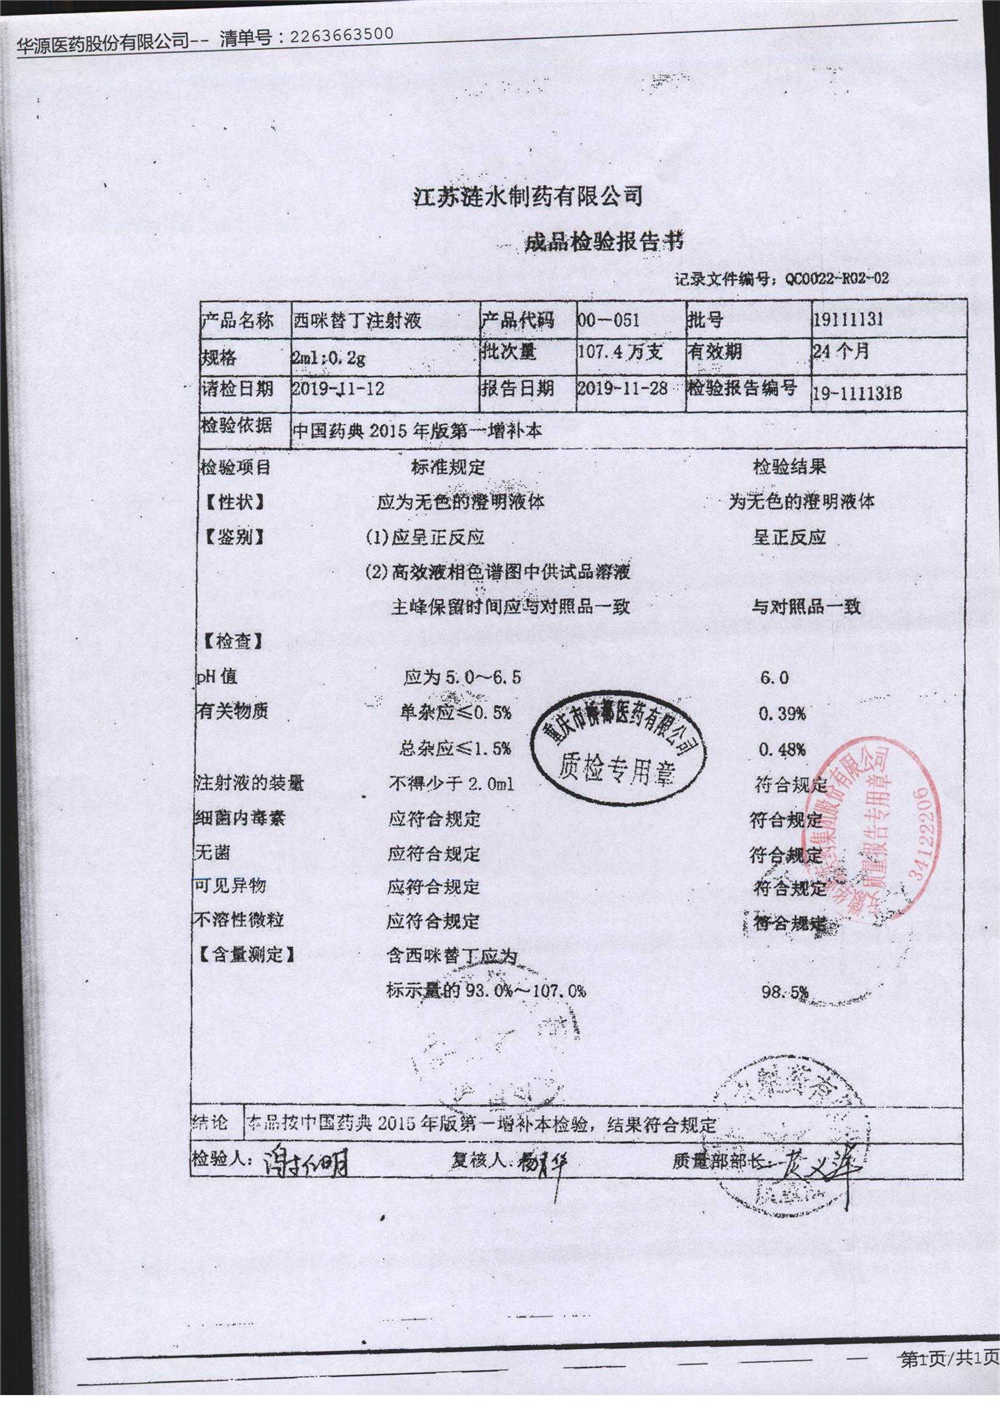 华源医药股份有限公司-- 清单号：2263663500
江苏涟水制药有限公司
成品检验报告书
记录文件编号：QC0022-R02-02
产品名称 西咪替丁注射液 产品代码 00-051 批号 19111131
规格 2ml:0.2g 批次量 107.4万支 有效期 24个月
请检日期 2019-11-12 报告日期 2019-11-28 检验报告编号 19-111131B
检验依据 中国药典2015年版第一增补本
检验项目 标准规定 检验结果
【性状】 应为无色的澄明液体 为无色的澄明液体
【鉴别】 (1)应呈正反应 呈正反应
(2)高效液相色谱图中供试品溶液
主峰保留时间应与对照品一致 与对照品一致
【检查】
pH值 应为5.0～6.5 6.0
有关物质 单杂应≤0.5% 0.39%
总杂应≤1.5% 0.48%
重庆市桥都医药有限公司
质检专用章
注射液的装量 不得少于2.0ml 符合规定
细菌内毒素 应符合规定 符合规定
无菌 应符合规定 符合规定
可见异物 应符合规定 符合规定
不溶性微粒 应符合规定 符合规定
质量报告专用章
34122206
【含量测定】 含西咪替丁应为
标示量的93.0%～107.0% 98.5%
结论 本品按中国药典2015年版第一增补本检验，结果符合规定
检验人： 复核人： 质量部部长：
第1页/共1页